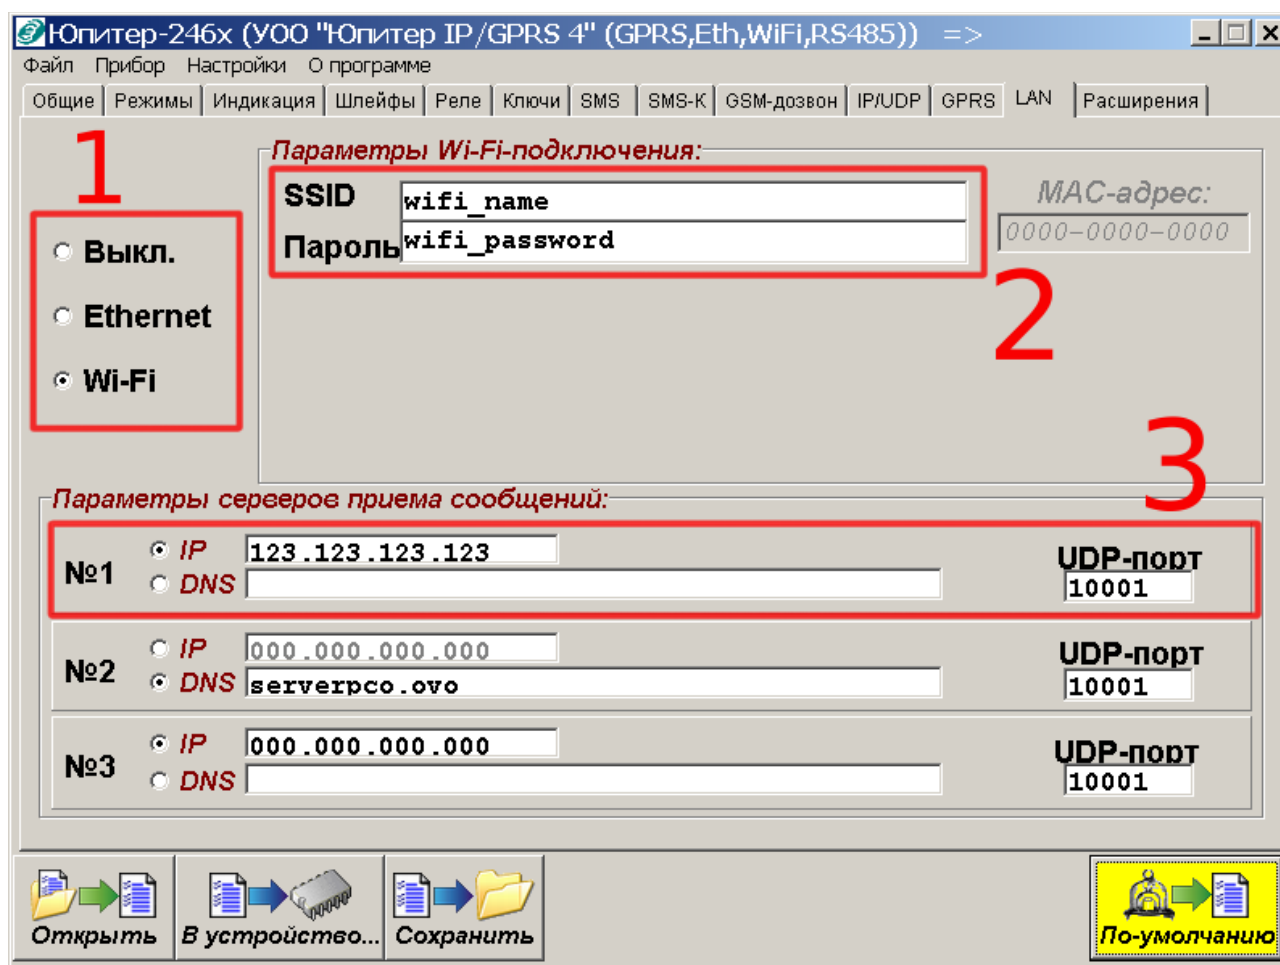 Юпитер-246x (УОО "Юпитер IP/GPRS 4" (GPRS,Eth,WiFi,RS485)) =>
Файл Прибор Настройки О программе
Общие Режимы Индикация Шлейфы Реле Ключи SMS SMS-К GSM-дозвон IP/UDP GPRS LAN Расширения
1
Выкл.
Ethernet
Wi-Fi
Параметры Wi-Fi-подключения:
SSID wifi_name
Пароль wifi_password
MAC-адрес:
0000-0000-0000
2
3
Параметры серверов приема сообщений:
№1
IP 123.123.123.123
DNS
UDP-порт
10001
№2
IP 000.000.000.000
DNS serverpco.ovo
UDP-порт
10001
№3
IP 000.000.000.000
DNS
UDP-порт
10001
Открыть В устройство... Сохранить По-умолчанию